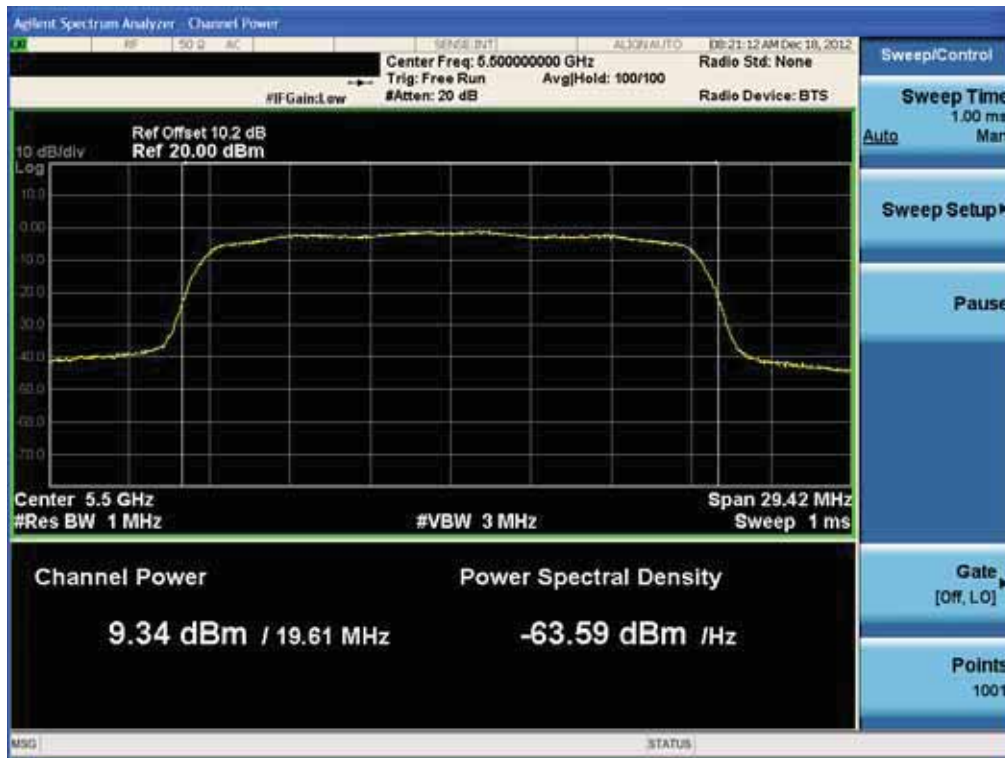 Agilent Spectrum Analyzer - Channel Power
RF 50 Ω AC SENSE:INT ALIGNAUTO 08:21:12 AM Dec 18, 2012
Center Freq: 5.500000000 GHz Radio Std: None
Trig: Free Run Avg|Hold: 100/100
#IFGain:Low #Atten: 20 dB Radio Device: BTS
Ref Offset 10.2 dB
10 dB/div Ref 20.00 dBm
Log
10.0
0.00
-10.0
-20.0
-30.0
-40.0
-50.0
-60.0
-70.0
Center 5.5 GHz Span 29.42 MHz
#Res BW 1 MHz #VBW 3 MHz Sweep 1 ms
Channel Power Power Spectral Density
9.34 dBm / 19.61 MHz -63.59 dBm /Hz
MSG STATUS
Sweep/Control
Sweep Time
1.00 ms
Auto Man
Sweep Setup
Pause
Gate
[Off, LO]
Points
1001